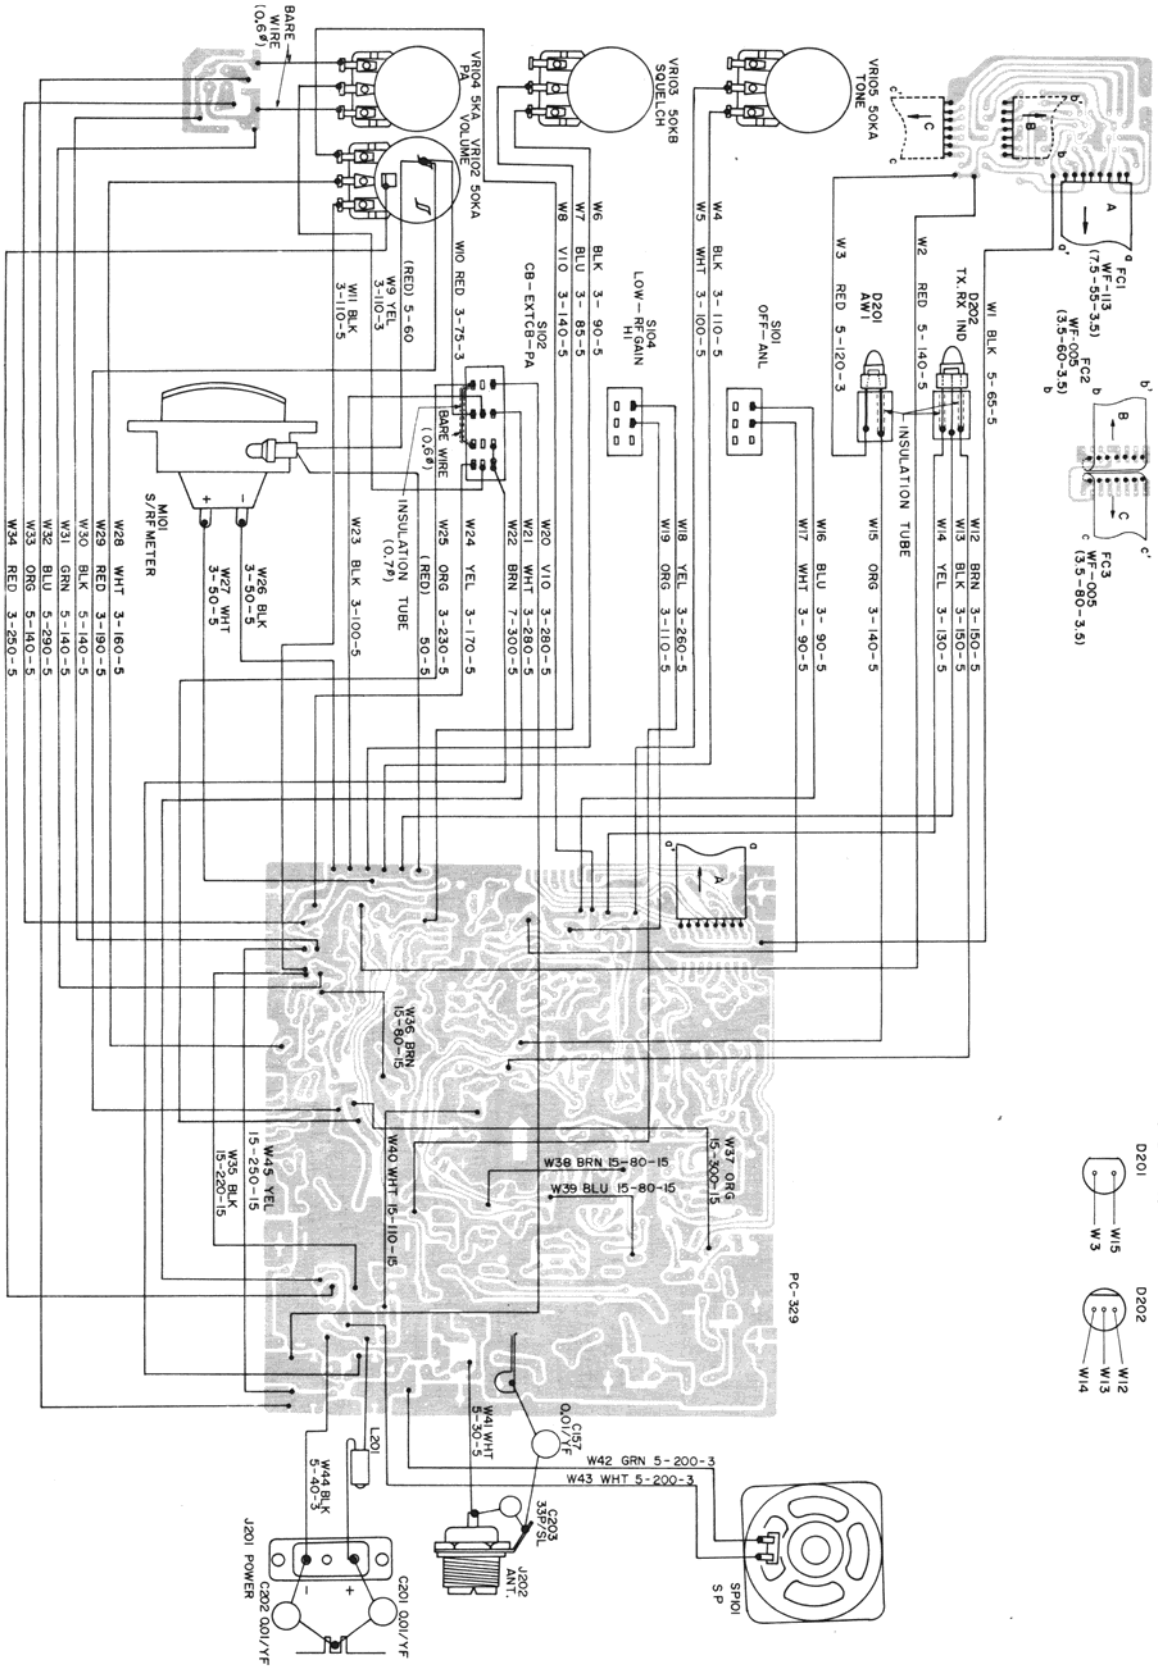 BARE
WIRE
(0.6ø)
VR104 5KA
PA
VOLUME
VR102 50KA
VR103 50KB
SQUELCH
VR105 50KA
TONE
c'
C
c
b'
B
b
A
a
a'
FC1
WF-113
(7.5-55-3.5)
FC2
WF-005
(3.5-60-3.5)
b
b'
b
B
C
c'
c
FC3
WF-005
(3.5-80-3.5)
W1 BLK 5-65-5
D202
TX.RX IND
W2 RED 5-140-5
D201
AW1
W3 RED 5-120-3
INSULATION TUBE
S101
OFF-ANL
W4 BLK 3-110-5
W5 WHT 3-100-5
S104
LOW-RFGAIN
HI
W6 BLK 3-90-5
W7 BLU 3-85-5
W8 VIO 3-140-5
S102
CB-EXTCB-PA
W10 RED 3-75-3
(RED) 5-60
W9 YEL
3-110-3
W11 BLK
3-110-5
BARE WIRE
(0.6ø)
INSULATION TUBE
(0.7ø)
W12 BRN 3-150-5
W13 BLK 3-150-5
W14 YEL 3-130-5
W15 ORG 3-140-5
W16 BLU 3-90-5
W17 WHT 3-90-5
W18 YEL 3-260-5
W19 ORG 3-110-5
W20 VIO 3-280-5
W21 WHT 3-280-5
W22 BRN 7-300-5
W24 YEL 3-170-5
W25 ORG 3-230-5
(RED) 50-5
W23 BLK 3-100-5
+
-
M101
S/RF METER
W26 BLK
3-50-5
W27 WHT
3-50-5
W28 WHT 3-160-5
W29 RED 3-190-5
W30 BLK 5-140-5
W31 GRN 5-140-5
W32 BLU 5-290-5
W33 ORG 5-140-5
W34 RED 3-250-5
a
A
a'
W36 BRN
15-80-15
W37 ORG
15-300-15
W38 BRN 15-80-15
W39 BLU 15-80-15
W40 WHT 15-110-15
W45 YEL
15-250-15
W35 BLK
15-220-15
PC-329
D201
W15
W3
D202
W12
W13
W14
W41 WHT
5-30-5
C157
0.01/YF
W42 GRN 5-200-3
W43 WHT 5-200-3
L201
W44 BLK
5-40-3
C203
33P/SL
J202
ANT.
SP101
SP
J201 POWER
-
+
C201 0.01/YF
C202 0.01/YF